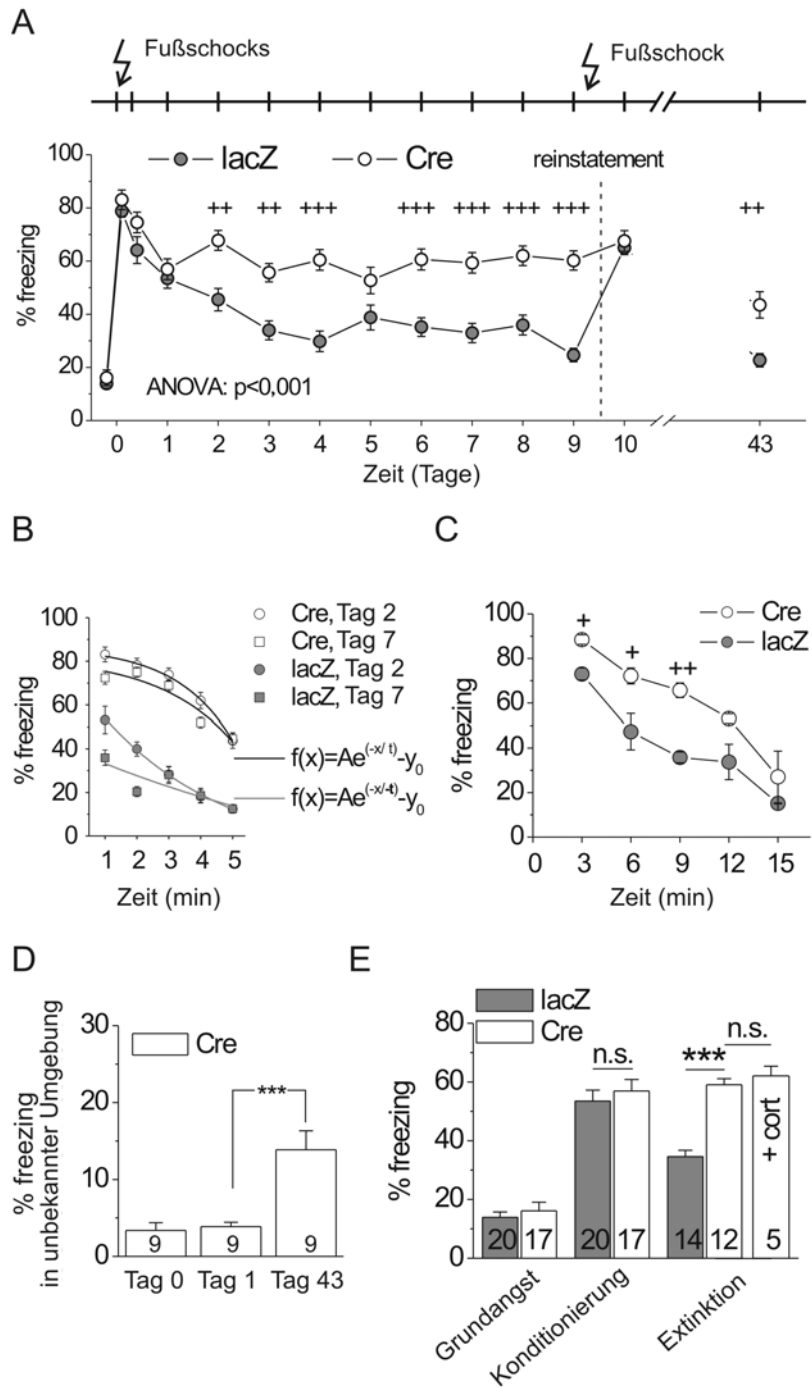 A
Fußschocks
Fußschock
lacZ
Cre
reinstatement
100
80
60
40
20
0
% freezing
++ ++ +++ +++ +++ +++ +++ ++
ANOVA: p<0,001
0 1 2 3 4 5 6 7 8 9 10 43
Zeit (Tage)
B
100
80
60
40
20
0
% freezing
Cre, Tag 2
Cre, Tag 7
lacZ, Tag 2
lacZ, Tag 7
f(x)=Ae^(-x/ t)-y₀
f(x)=Ae^(-x/-t)-y₀
1 2 3 4 5
Zeit (min)
C
100
80
60
40
20
0
% freezing
Cre
lacZ
+ + ++
0 3 6 9 12 15
Zeit (min)
D
30
20
10
0
% freezing
in unbekannter Umgebung
Cre
***
9 9 9
Tag 0 Tag 1 Tag 43
E
lacZ
Cre
80
60
40
20
0
% freezing
n.s.
n.s.
***
+ cort
20 17 20 17 14 12 5
Grundangst
Konditionierung
Extinktion